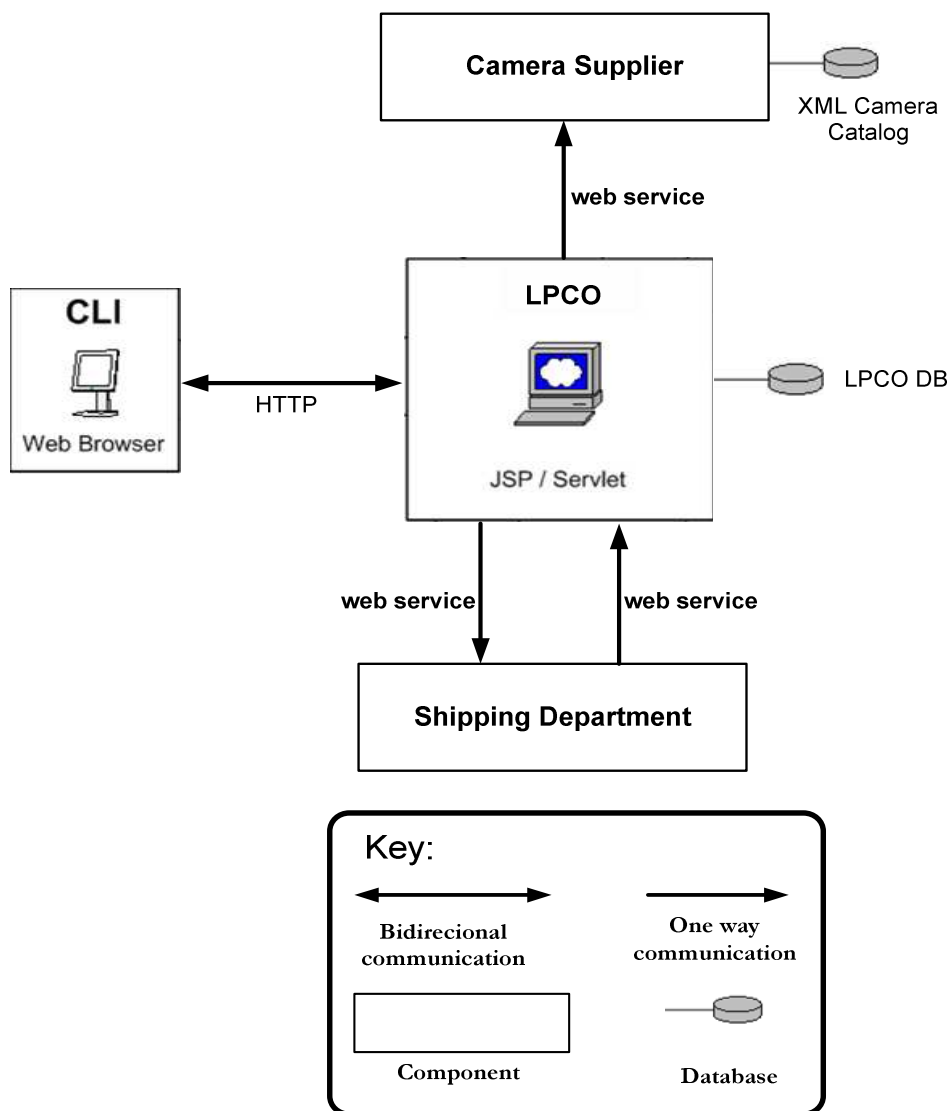 Camera Supplier
XML Camera
Catalog
web service
CLI
Web Browser
HTTP
LPCO
JSP / Servlet
LPCO DB
web service
web service
Shipping Department
Key:
Bidirecional
communication
One way
communication
Component
Database